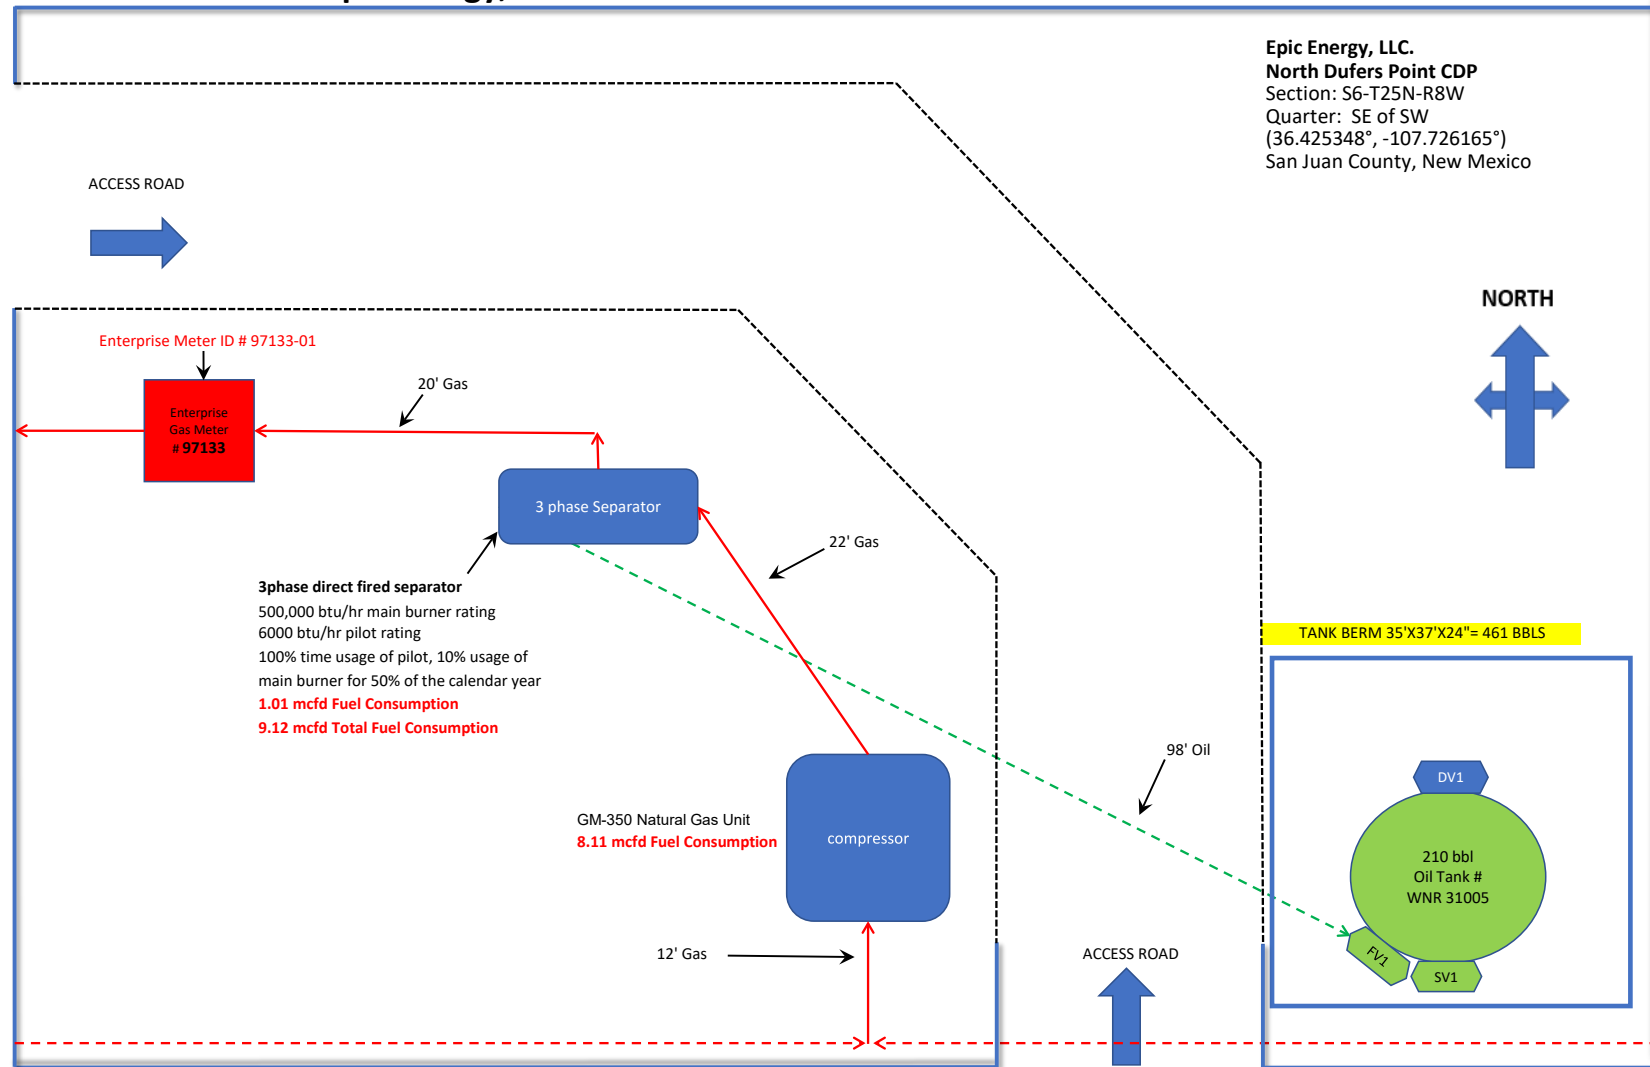 Epic Energy, LLC.
North Dufers Point CDP
Section: S6-T25N-R8W
Quarter:  SE of SW
(36.425348°, -107.726165°)
San Juan County, New Mexico
ACCESS ROAD
NORTH
Enterprise Meter ID # 97133-01
Enterprise
Gas Meter
# 97133
20' Gas
3 phase Separator
22' Gas
3phase direct fired separator
500,000 btu/hr main burner rating
6000 btu/hr pilot rating
100% time usage of pilot, 10% usage of
main burner for 50% of the calendar year
1.01 mcfd Fuel Consumption
9.12 mcfd Total Fuel Consumption
TANK BERM 35'X37'X24"= 461 BBLS
98' Oil
DV1
GM-350 Natural Gas Unit
8.11 mcfd Fuel Consumption
compressor
210 bbl
Oil Tank #
WNR 31005
FV1
SV1
12' Gas
ACCESS ROAD